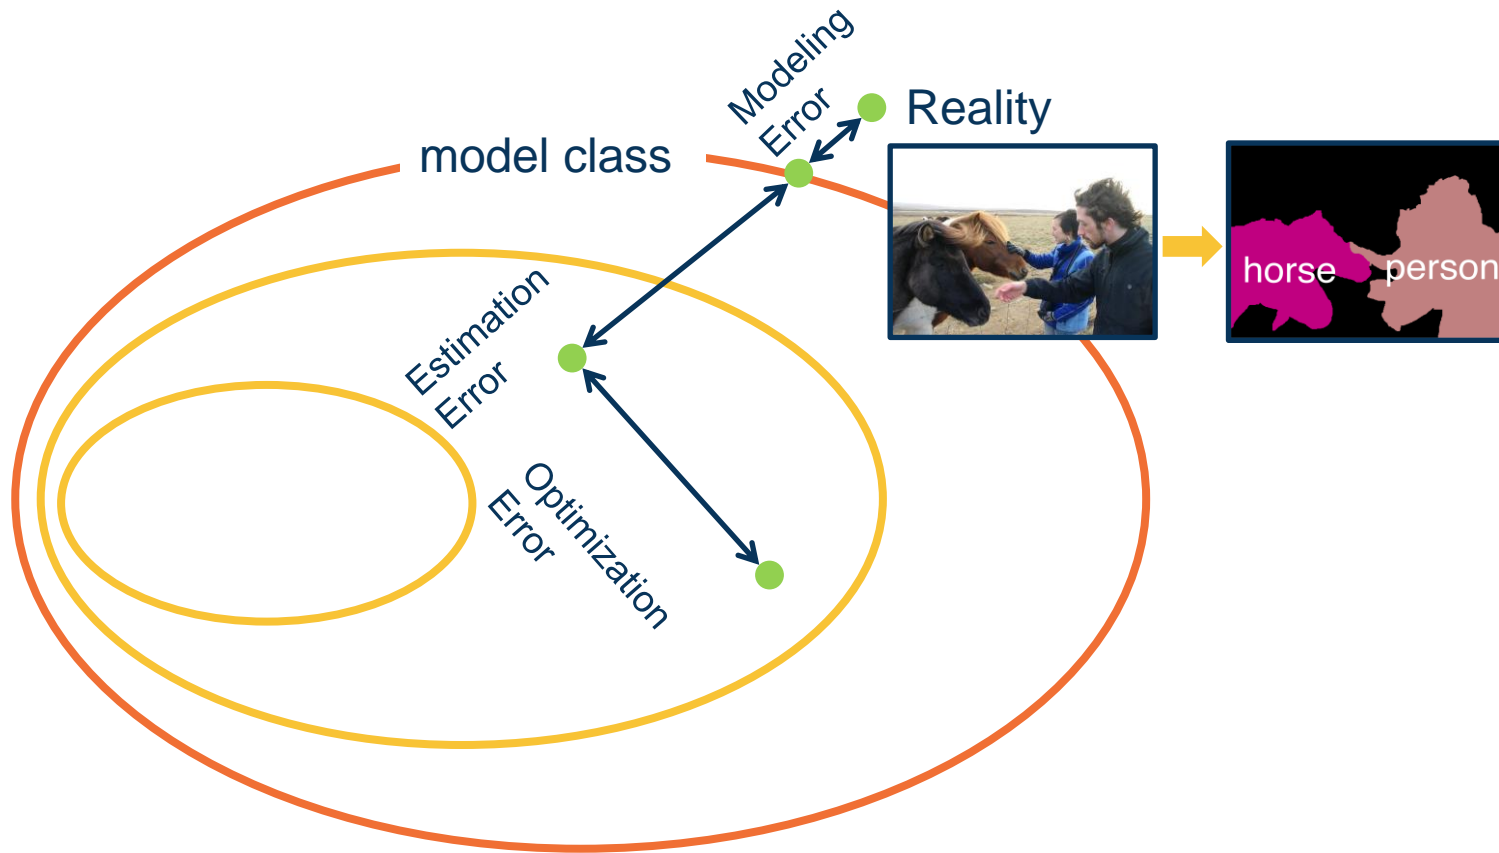 Modeling
Error
Reality
model class
horse
person
Estimation
Error
Optimization
Error